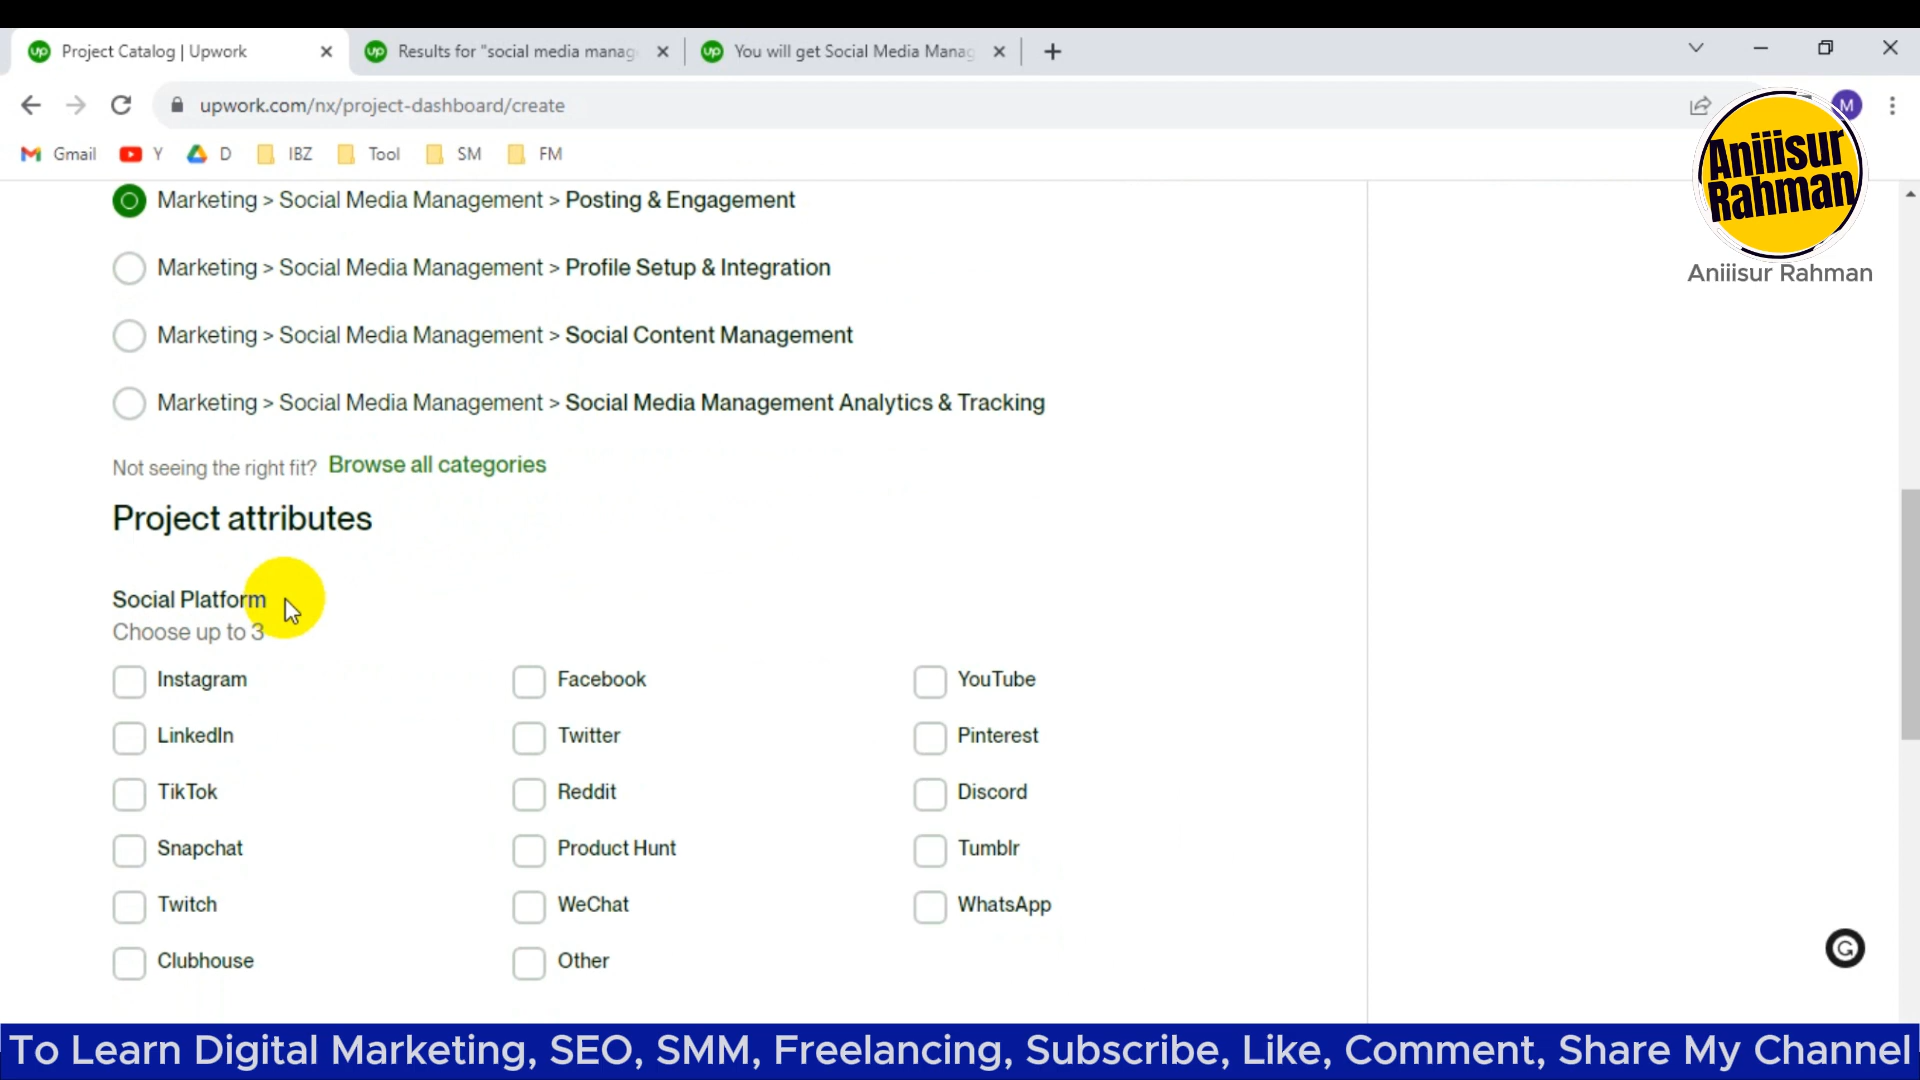 Project Catalog | Upwork
Results for "social media manag
You will get Social Media Manag
upwork.com/nx/project-dashboard/create
M
Gmail
Y
D
IBZ
Tool
SM
FM
Aniiisur
Rahman
Aniiisur Rahman
Marketing > Social Media Management > Posting & Engagement
Marketing > Social Media Management > Profile Setup & Integration
Marketing > Social Media Management > Social Content Management
Marketing > Social Media Management > Social Media Management Analytics & Tracking
Not seeing the right fit? Browse all categories
Project attributes
Social Platform
Choose up to 3
Instagram
Facebook
YouTube
LinkedIn
Twitter
Pinterest
TikTok
Reddit
Discord
Snapchat
Product Hunt
Tumblr
Twitch
WeChat
WhatsApp
Clubhouse
Other
To Learn Digital Marketing, SEO, SMM, Freelancing, Subscribe, Like, Comment, Share My Channel